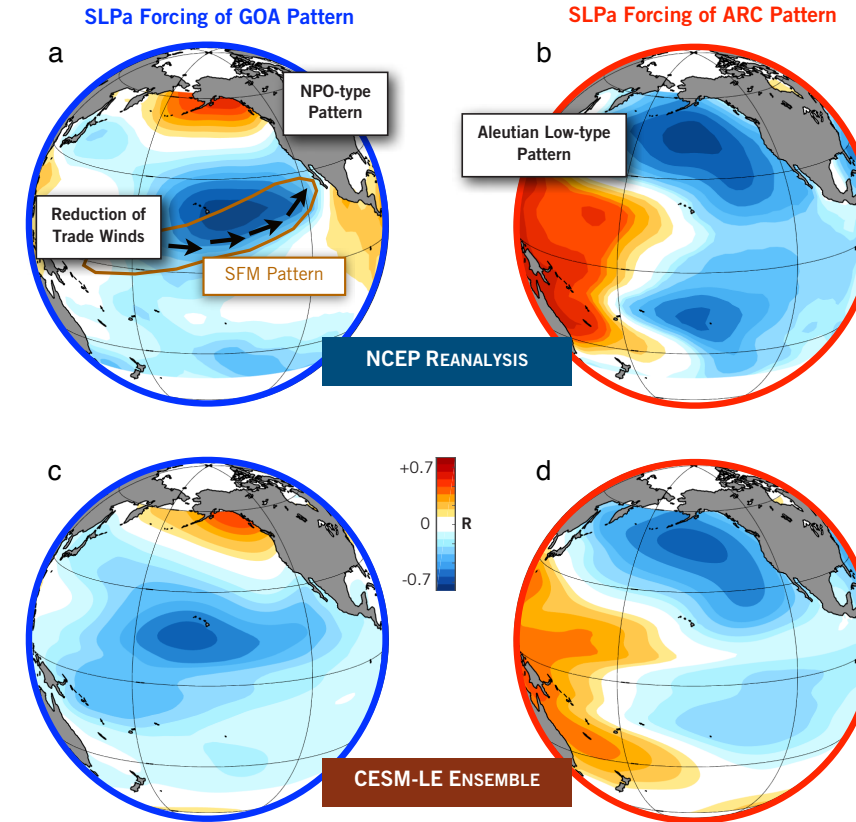 SLPa Forcing of GOA Pattern
SLPa Forcing of ARC Pattern
a
b
NPO-type
Pattern
Aleutian Low-type
Pattern
Reduction of
Trade Winds
SFM Pattern
NCEP REANALYSIS
c
d
+0.7
0
R
-0.7
CESM-LE ENSEMBLE